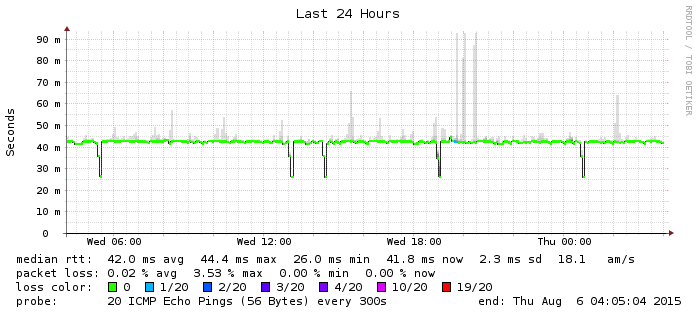 Last 24 Hours
RRDTOOL / TOBI OETIKER
Seconds
90 m
80 m
70 m
60 m
50 m
40 m
30 m
20 m
10 m
0
Wed 06:00 Wed 12:00 Wed 18:00 Thu 00:00
median rtt: 42.0 ms avg 44.4 ms max 26.0 ms min 41.8 ms now 2.3 ms sd 18.1 am/s
packet loss: 0.02 % avg 3.53 % max 0.00 % min 0.00 % now
loss color: 0 1/20 2/20 3/20 4/20 10/20 19/20
probe: 20 ICMP Echo Pings (56 Bytes) every 300s end: Thu Aug 6 04:05:04 2015